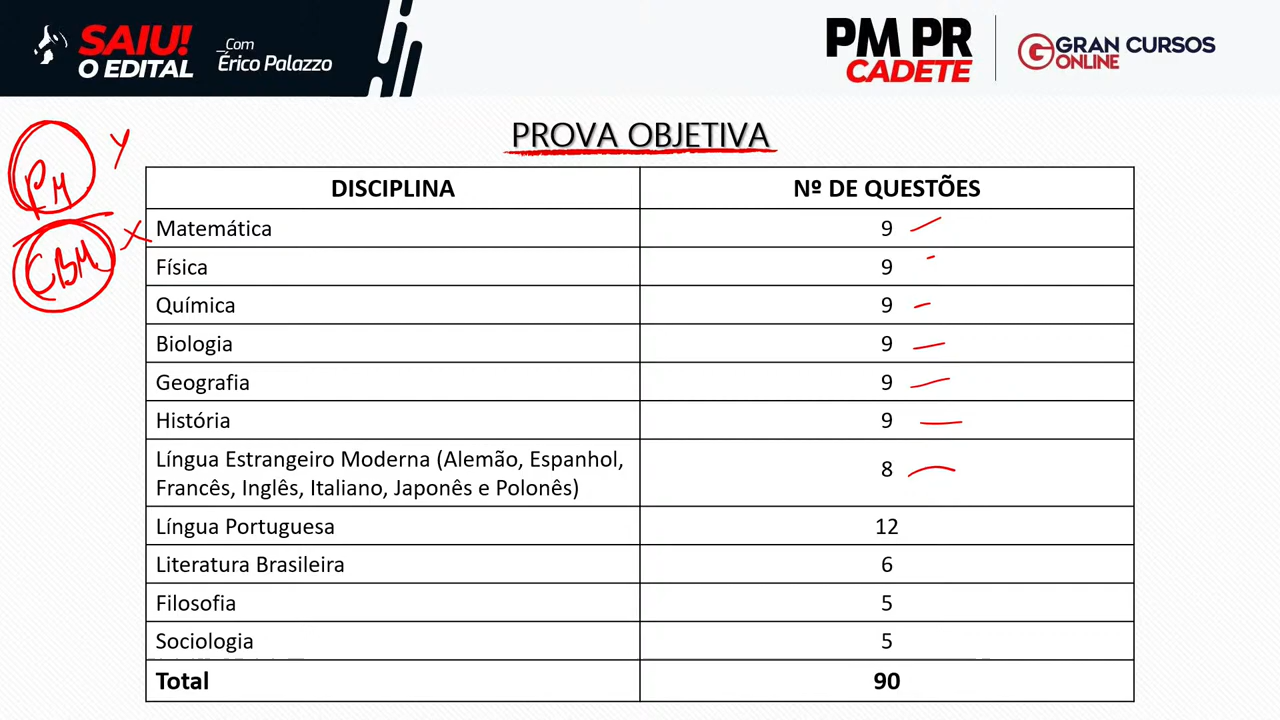 SAIU!
O EDITAL
_Com
Érico Palazzo
PM PR
CADETE
GRAN CURSOS
ONLINE
PROVA OBJETIVA
PM
Y
CBM
X
DISCIPLINA Nº DE QUESTÕES
Matemática 9
Física 9
Química 9
Biologia 9
Geografia 9
História 9
Língua Estrangeiro Moderna (Alemão, Espanhol,
Francês, Inglês, Italiano, Japonês e Polonês) 8
Língua Portuguesa 12
Literatura Brasileira 6
Filosofia 5
Sociologia 5
Total 90